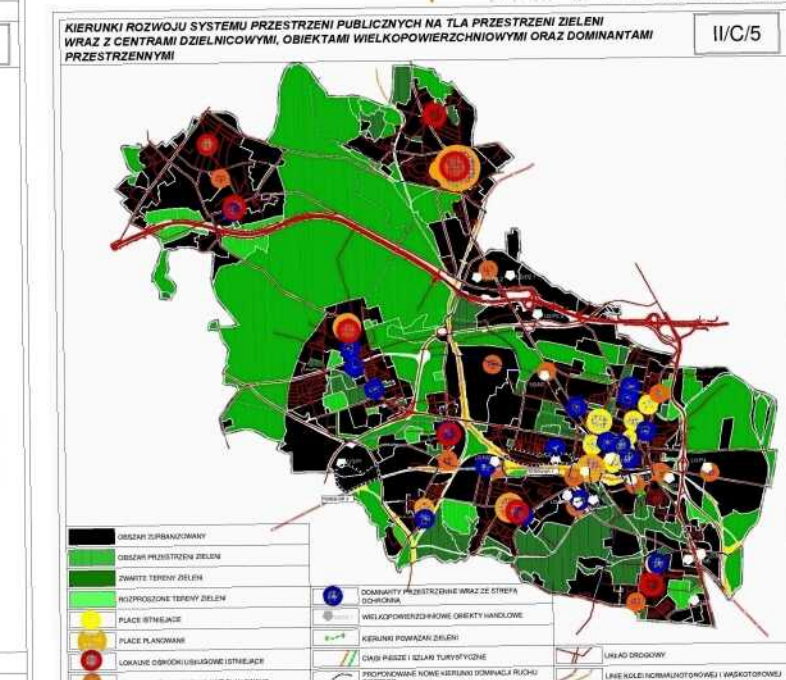 KIERUNKI ROZWOJU SYSTEMU PRZESTRZENI PUBLICZNYCH NA TLA PRZESTRZENI ZIELENI
WRAZ Z CENTRAMI DZIELNICOWYMI, OBIEKTAMI WIELKOPOWIERZCHNIOWYMI ORAZ DOMINANTAMI
PRZESTRZENNYMI
II/C/5
OBSZAR ZURBANIZOWANY
OBSZAR PRZESTRZENI ZIELENI
ZWARTE TERENY ZIELENI
ROZPROSZONE TERENY ZIELENI
PLACE ISTNIEJĄCE
PLACE PLANOWANE
LOKALNE OŚRODKI USŁUGOWE ISTNIEJĄCE
DOMINANTY PRZESTRZENNE WRAZ ZE STREFĄ
OCHRONNĄ
WIELKOPOWIERZCHNIOWE OBIEKTY HANDLOWE
KIERUNKI POWIĄZAŃ ZIELENI
CIĄGI PIESZE I SZLAKI TURYSTYCZNE
PROPONOWANE NOWE KIERUNKI DOMINACJI RUCHU
UKŁAD DROGOWY
LINIE KOLEI NORMALNOTOROWEJ I WĄSKOTOROWEJ